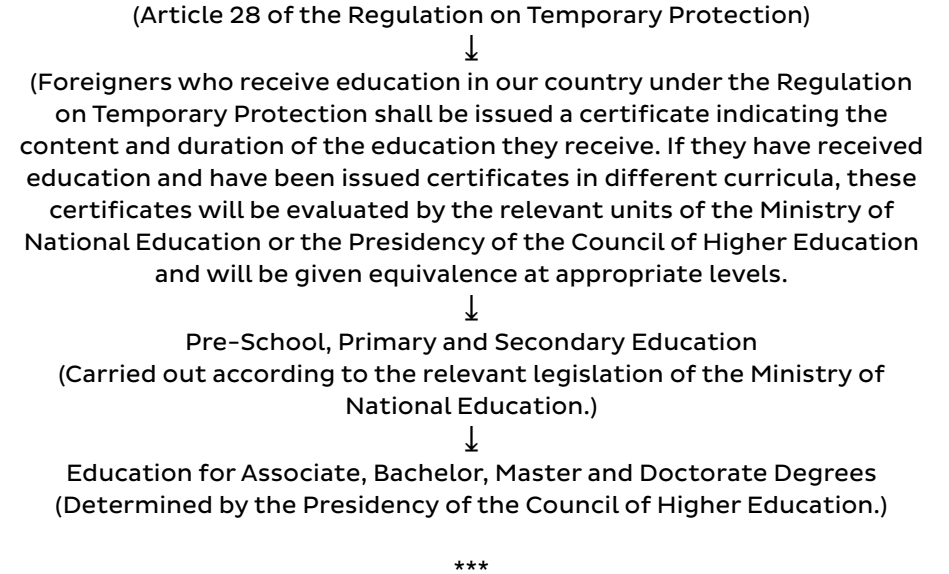 (Article 28 of the Regulation on Temporary Protection)
↓
(Foreigners who receive education in our country under the Regulation
on Temporary Protection shall be issued a certificate indicating the
content and duration of the education they receive. If they have received
education and have been issued certificates in different curricula, these
certificates will be evaluated by the relevant units of the Ministry of
National Education or the Presidency of the Council of Higher Education
and will be given equivalence at appropriate levels.
↓
Pre-School, Primary and Secondary Education
(Carried out according to the relevant legislation of the Ministry of
National Education.)
↓
Education for Associate, Bachelor, Master and Doctorate Degrees
(Determined by the Presidency of the Council of Higher Education.)
***